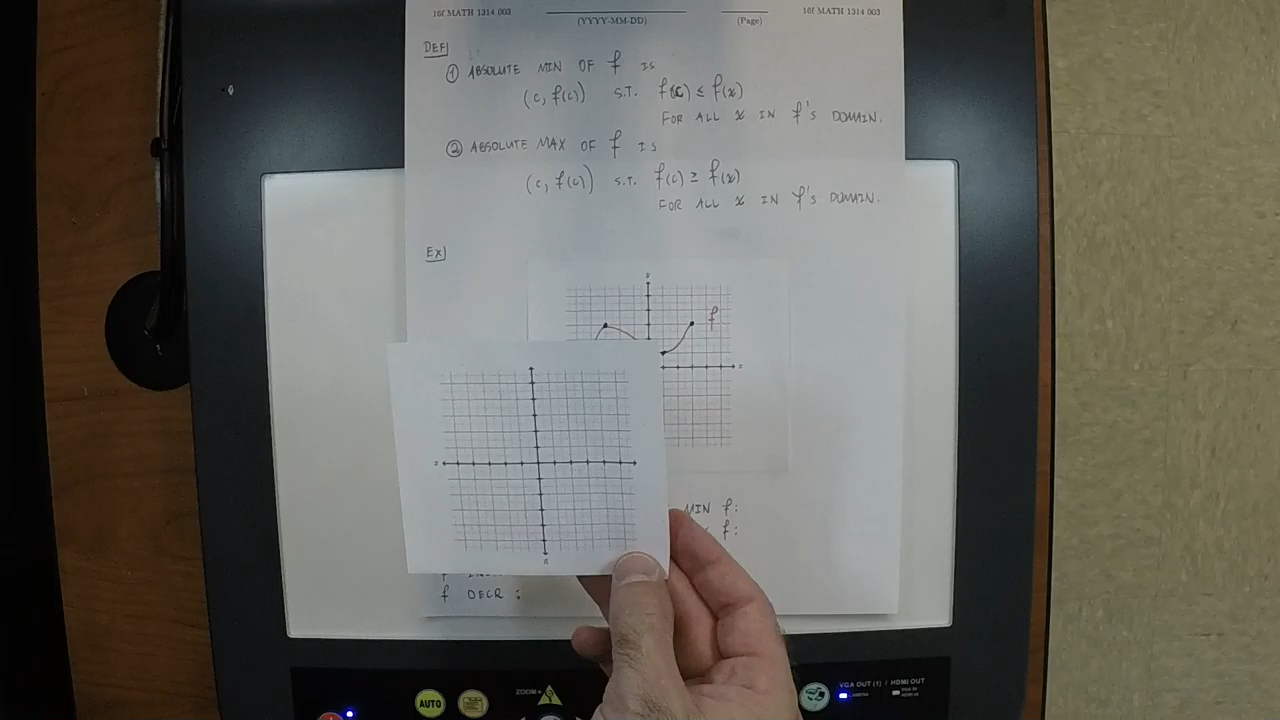 16f MATH 1314 003
(YYYY-MM-DD)
(Page)
16f MATH 1314 003
DEF
① ABSOLUTE MIN OF f IS
(c, f(c)) S.T. f(c) ≤ f(x)
FOR ALL x IN f's DOMAIN.
② ABSOLUTE MAX OF f IS
(c, f(c)) S.T. f(c) ≥ f(x)
FOR ALL x IN f's DOMAIN.
EX
f
MIN f:
f:
f
f DECR :
ZOOM+
AUTO
VGA OUT (1) / HDMI OUT